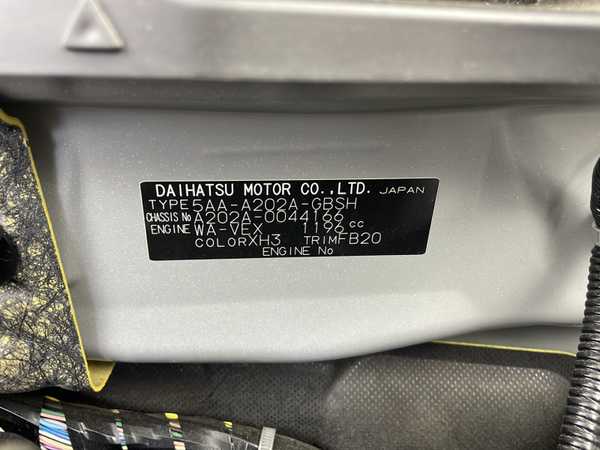 DAIHATSU MOTOR CO.,LTD. JAPAN
TYPE 5AA-A202A-GBSH
CHASSIS No A202A-0044166
ENGINE WA-VEX 1196 cc
COLOR XH3 TRIM FB20
ENGINE No